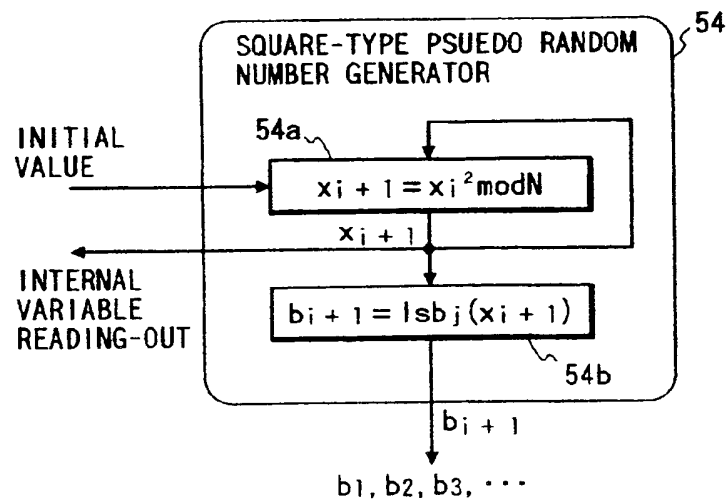 54
SQUARE-TYPE PSUEDO RANDOM
NUMBER GENERATOR
INITIAL
VALUE
54a
xi + 1 = xi²modN
xi + 1
INTERNAL
VARIABLE
READING-OUT
bi + 1 = lsbj(xi + 1)
54b
bi + 1
b1, b2, b3, ···